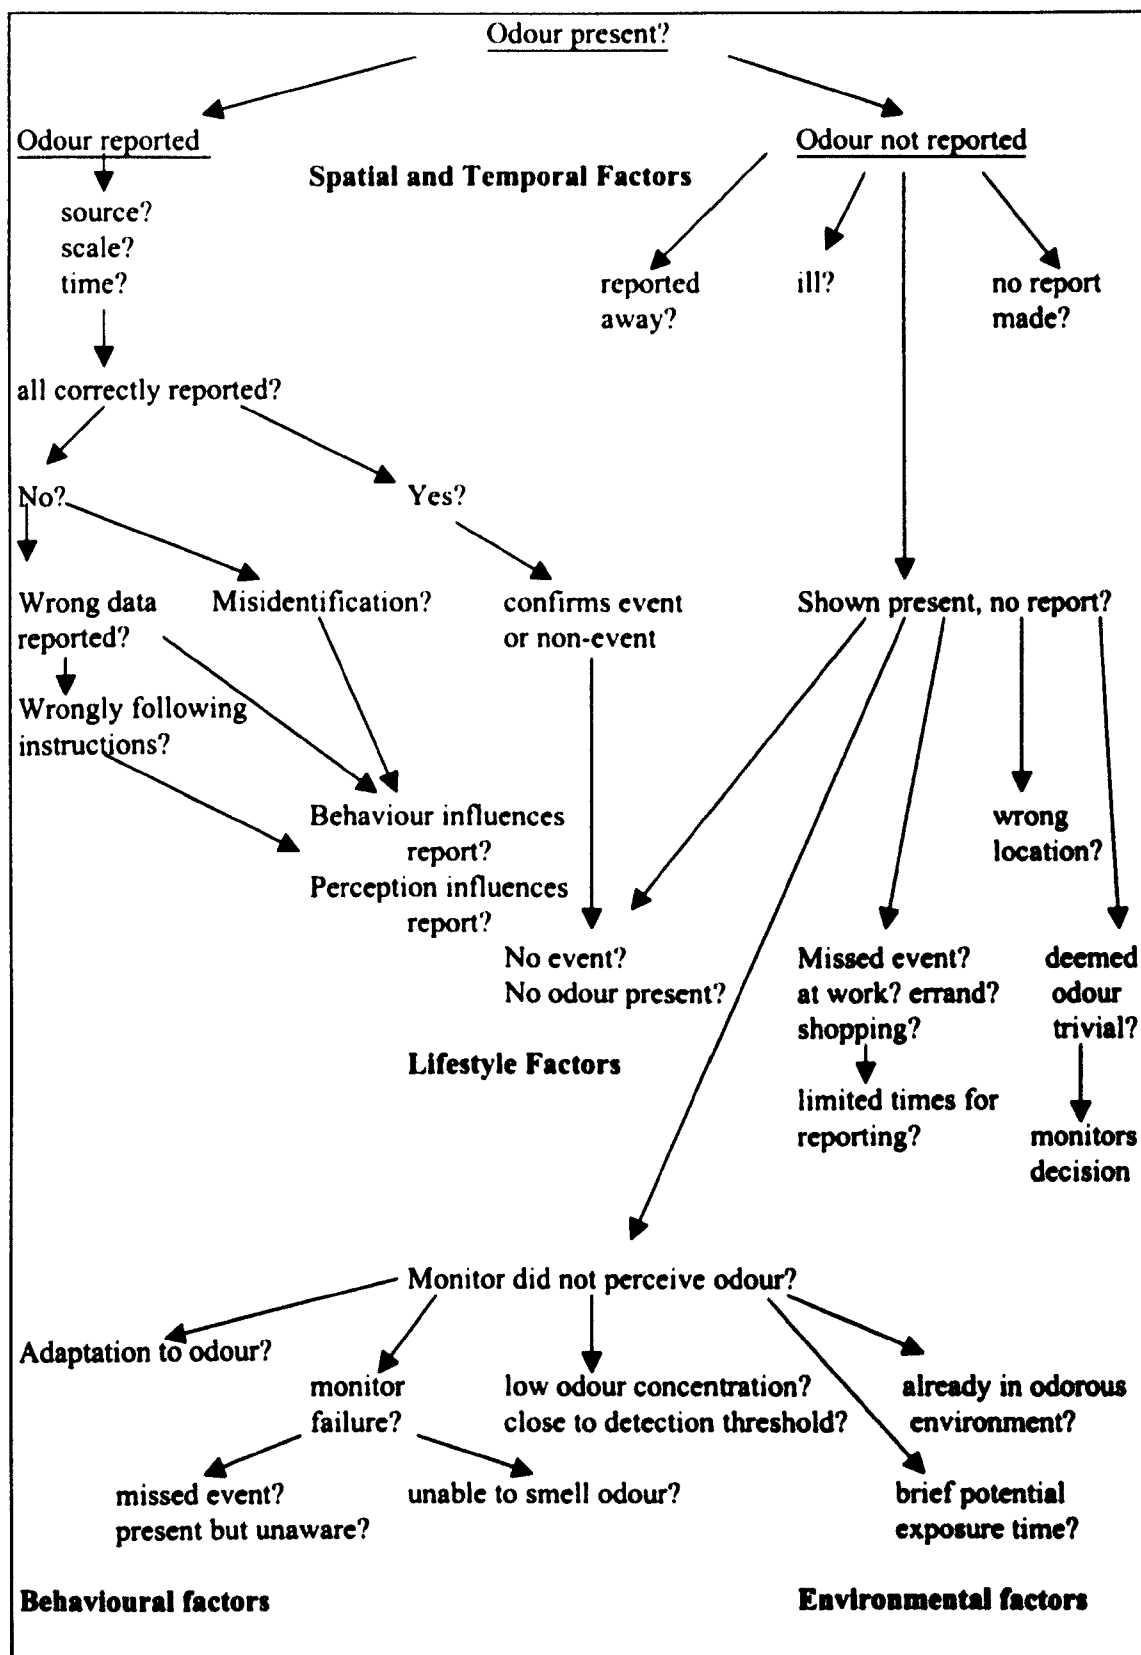 Odour present?
Odour reported
Odour not reported
Spatial and Temporal Factors
source?
scale?
time?
reported
away?
ill?
no report
made?
all correctly reported?
No?
Yes?
Wrong data
reported?
Misidentification?
confirms event
or non-event
Shown present, no report?
Wrongly following
instructions?
Behaviour influences
report?
Perception influences
report?
wrong
location?
No event?
No odour present?
Missed event?
at work? errand?
shopping?
deemed
odour
trivial?
Lifestyle Factors
limited times for
reporting?
monitors
decision
Monitor did not perceive odour?
Adaptation to odour?
monitor
failure?
low odour concentration?
close to detection threshold?
already in odorous
environment?
missed event?
present but unaware?
unable to smell odour?
brief potential
exposure time?
Behavioural factors
Environmental factors